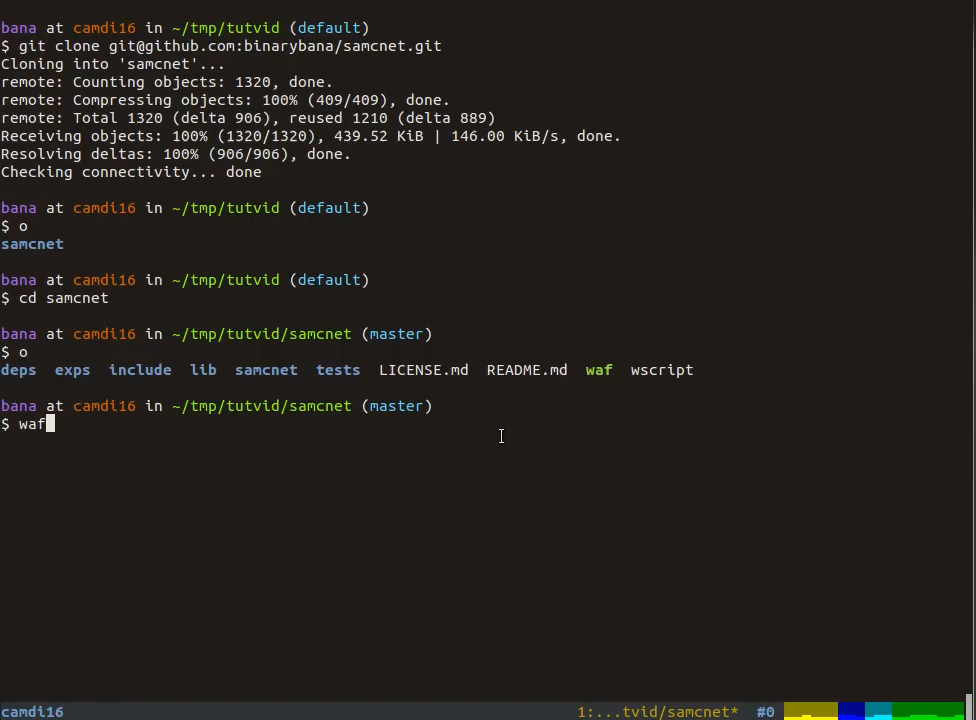 bana at camdi16 in ~/tmp/tutvid (default)
$ git clone git@github.com:binarybana/samcnet.git
Cloning into 'samcnet'...
remote: Counting objects: 1320, done.
remote: Compressing objects: 100% (409/409), done.
remote: Total 1320 (delta 906), reused 1210 (delta 889)
Receiving objects: 100% (1320/1320), 439.52 KiB | 146.00 KiB/s, done.
Resolving deltas: 100% (906/906), done.
Checking connectivity... done
bana at camdi16 in ~/tmp/tutvid (default)
$ o
samcnet
bana at camdi16 in ~/tmp/tutvid (default)
$ cd samcnet
bana at camdi16 in ~/tmp/tutvid/samcnet (master)
$ o
deps exps include lib samcnet tests LICENSE.md README.md waf wscript
bana at camdi16 in ~/tmp/tutvid/samcnet (master)
$ waf
camdi16 1:...tvid/samcnet* #0